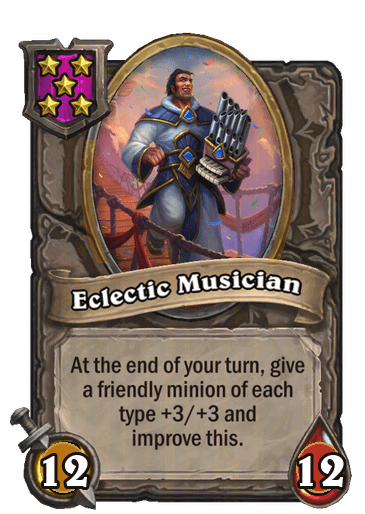 Eclectic Musician
At the end of your turn, give
a friendly minion of each
type +3/+3 and
improve this.
12
12